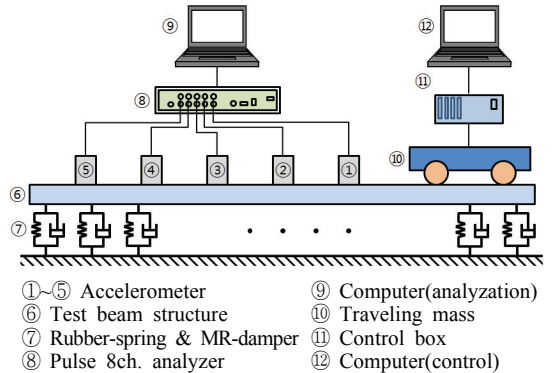 ⑨
⑫
⑧
⑪
⑩
⑤ ④ ③ ② ①
⑥
⑦
①~⑤ Accelerometer
⑥ Test beam structure
⑦ Rubber-spring & MR-damper
⑧ Pulse 8ch. analyzer
⑨ Computer(analyzation)
⑩ Traveling mass
⑪ Control box
⑫ Computer(control)